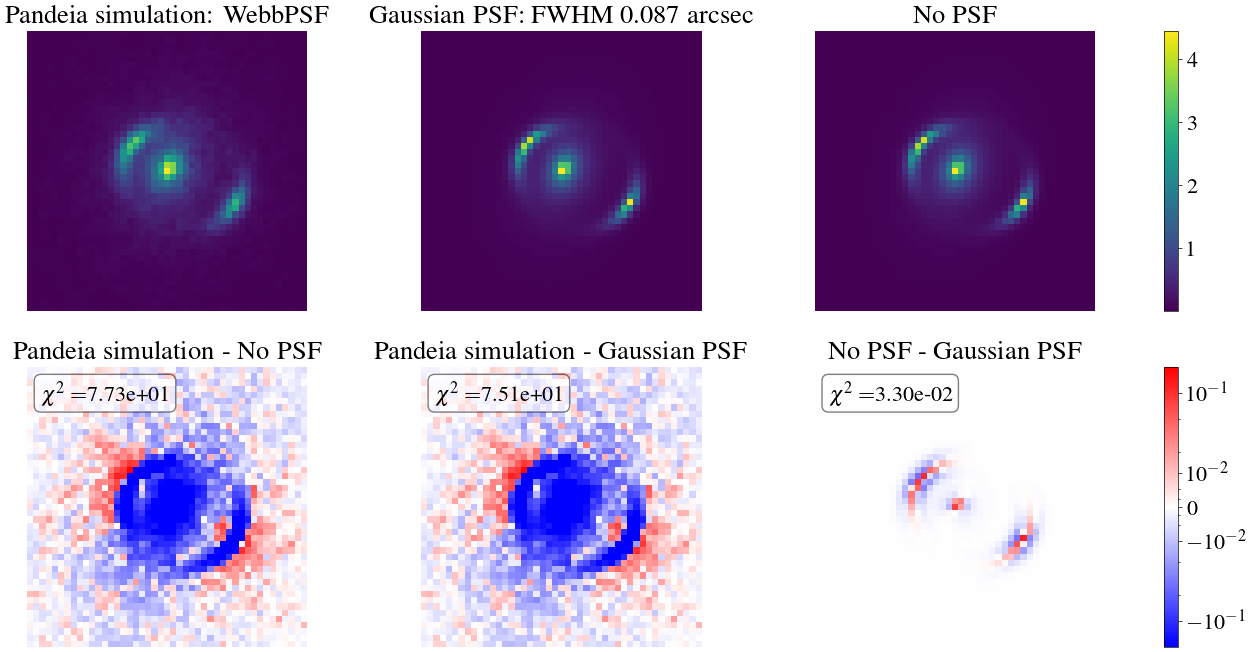 Pandeia simulation: WebbPSF
Gaussian PSF: FWHM 0.087 arcsec
No PSF
4
3
2
1
Pandeia simulation - No PSF
Pandeia simulation - Gaussian PSF
No PSF - Gaussian PSF
χ² =7.73e+01
χ² =7.51e+01
χ² =3.30e-02
10⁻¹
10⁻²
0
−10⁻²
−10⁻¹